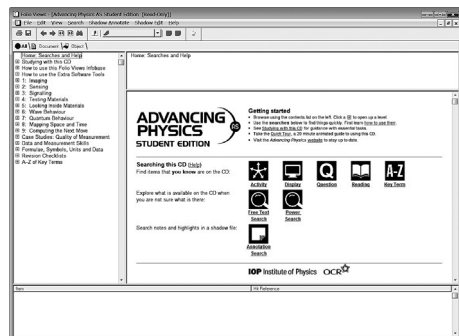 Folio Views - [Advancing Physics AS Student Edition [Read-Only]]
File Edit View Search Shadow Annotate Shadow Edit Help
All Document Object
Home: Searches and Help
Studying with this CD
How to use this Folio Views Infobase
How to use the Extra Software Tools
1: Imaging
2: Sensing
3: Signalling
4: Testing Materials
5: Looking Inside Materials
6: Wave Behaviour
7: Quantum Behaviour
8: Mapping Space and Time
9: Computing the Next Move
Case Studies: Quality of Measurement
Data and Measurement Skills
Formulae, Symbols, Units and Data
Revision Checklists
A-Z of Key Terms
Home: Searches and Help
ADVANCING
PHYSICS AS
STUDENT EDITION
Getting started
Browse using the contents list on the left. Click a to open up a level.
Use the searches below to find things quickly. First learn how to use them.
See Studying with this CD for guidance with essential tasks.
Take the Quick Tour, a 20 minute animated guide to using this CD.
Visit the Advancing Physics website to stay up-to-date.
Searching this CD (Help)
Find items that you know are on the CD:
Activity Display Question Reading Key Term
Q A-Z
Explore what is available on the CD when
you are not sure what is there:
Free Text
Search
Power
Search
Search notes and highlights in a shadow file:
Annotation
Search
IOP Institute of Physics OCR
Item Hit Reference